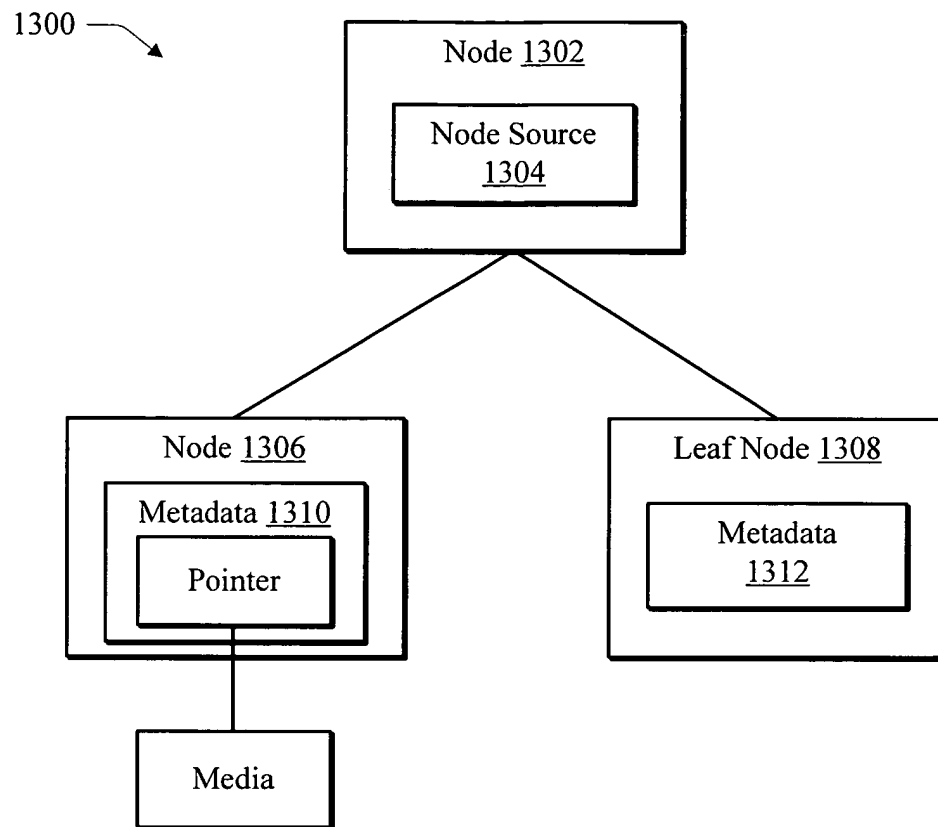 1300
Node 1302
Node Source
1304
Node 1306
Metadata 1310
Pointer
Leaf Node 1308
Metadata
1312
Media